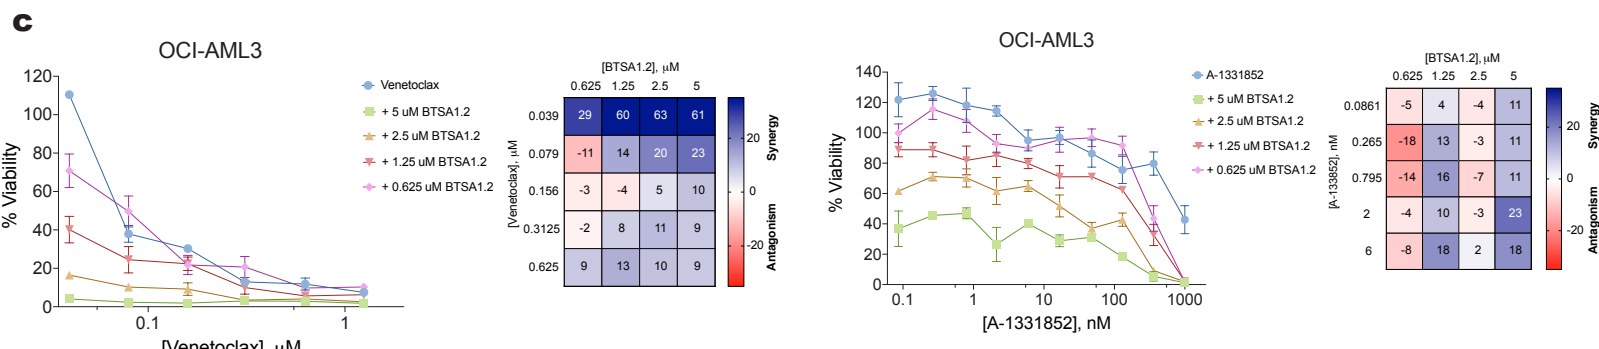 C
OCI-AML3
% Viability
120
100
80
60
40
20
0
0.1
1
[Venetoclax], µM
Venetoclax
+ 5 uM BTSA1.2
+ 2.5 uM BTSA1.2
+ 1.25 uM BTSA1.2
+ 0.625 uM BTSA1.2
[BTSA1.2], µM
0.625 1.25 2.5 5
[Venetoclax], µM
0.039 29 60 63 61
0.079 -11 14 20 23
0.156 -3 -4 5 10
0.3125 -2 8 11 9
0.625 9 13 10 9
20
0
-20
Synergy
Antagonism
OCI-AML3
% Viability
140
120
100
80
60
40
20
0
0.1 1 10 100 1000
[A-1331852], nM
A-1331852
+ 5 uM BTSA1.2
+ 2.5 uM BTSA1.2
+ 1.25 uM BTSA1.2
+ 0.625 uM BTSA1.2
[BTSA1.2], µM
0.625 1.25 2.5 5
[A-133852], nM
0.0861 -5 4 -4 11
0.265 -18 13 -3 11
0.795 -14 16 -7 11
2 -4 10 -3 23
6 -8 18 2 18
20
0
-20
Synergy
Antagonism